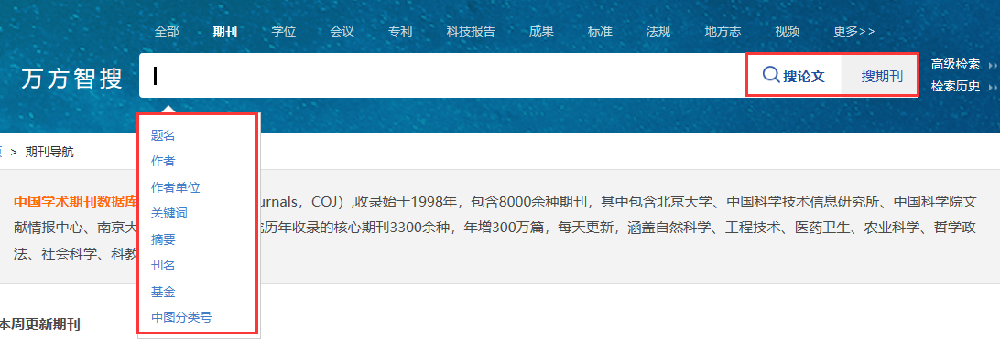 全部 期刊 学位 会议 专利 科技报告 成果 标准 法规 地方志 视频 更多>>
万方智搜 搜论文 搜期刊
高级检索
检索历史
> 期刊导航
题名
作者
作者单位
关键词
摘要
刊名
基金
中图分类号
中国学术期刊数据库 urnals，COJ）,收录始于1998年，包含8000余种期刊，其中包含北京大学、中国科学技术信息研究所、中国科学院文
献情报中心、南京大 历年收录的核心期刊3300余种，年增300万篇，每天更新，涵盖自然科学、工程技术、医药卫生、农业科学、哲学政
法、社会科学、科教
本周更新期刊